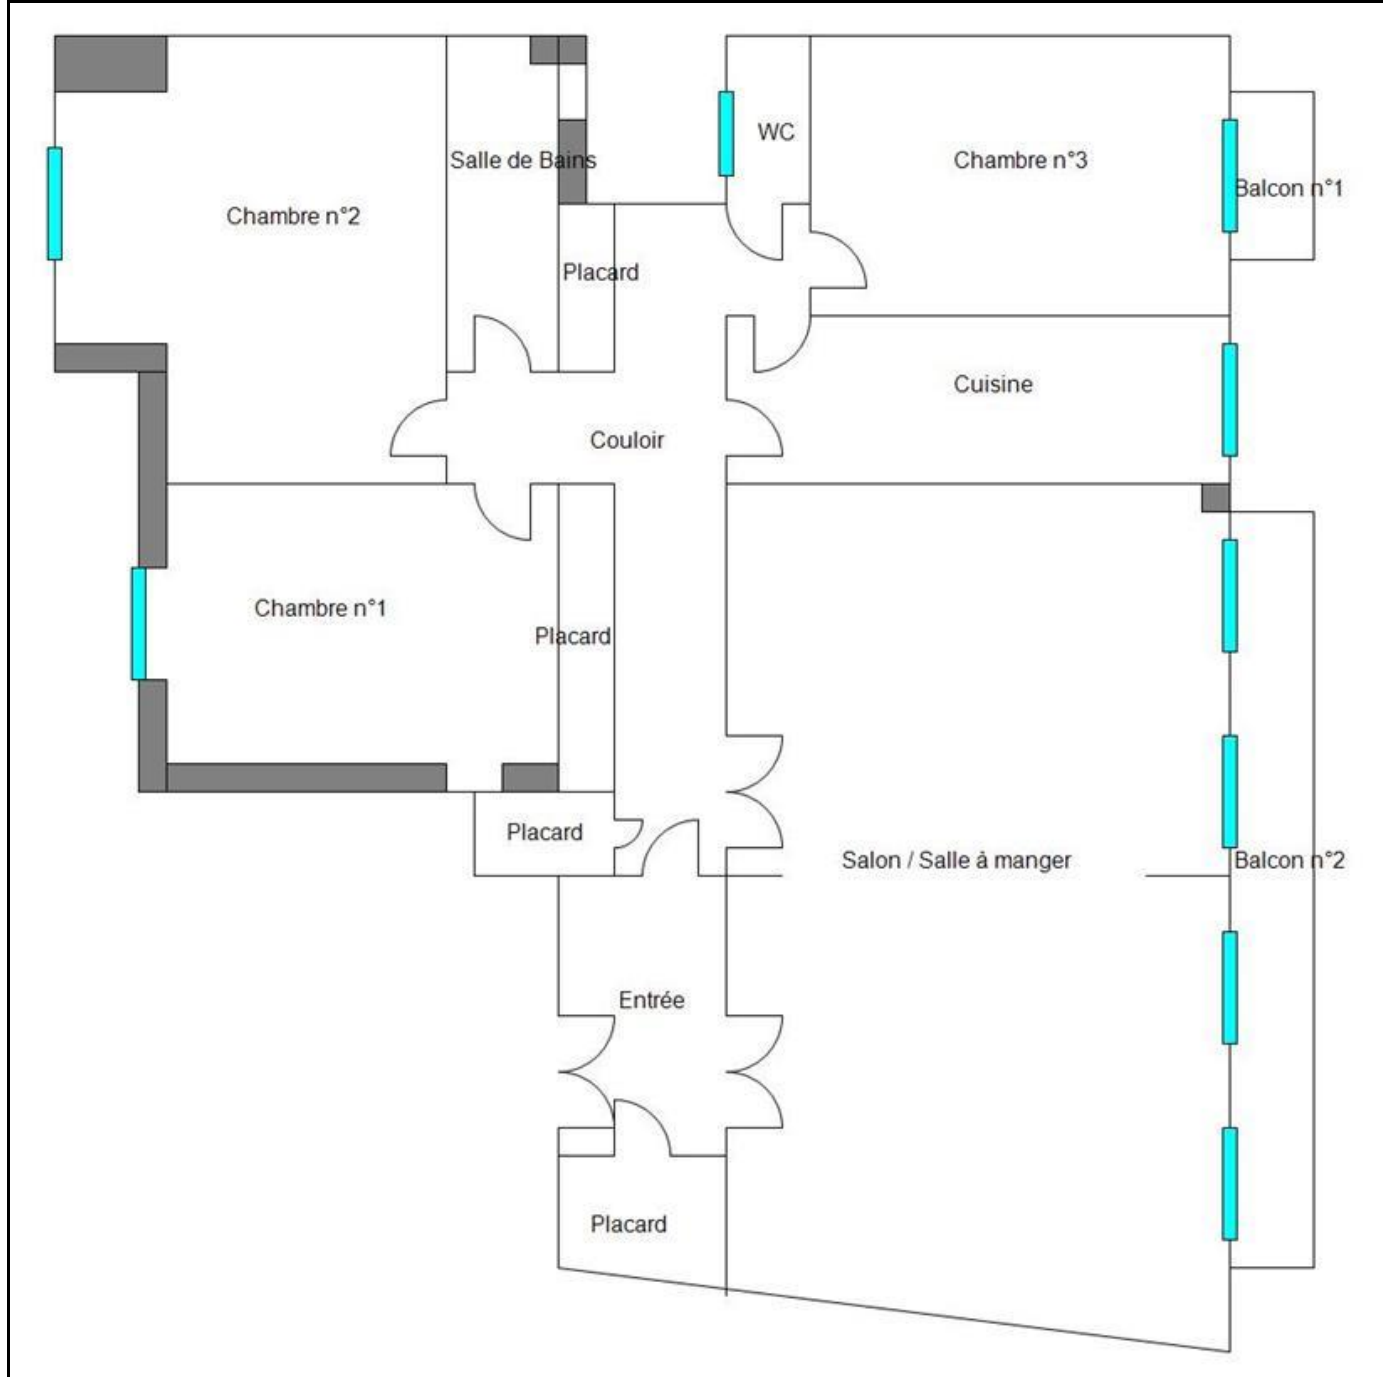 WC
Salle de Bains
Chambre n°3
Balcon n°1
Chambre n°2
Placard
Cuisine
Couloir
Chambre n°1
Placard
Placard
Salon / Salle à manger
Balcon n°2
Entrée
Placard